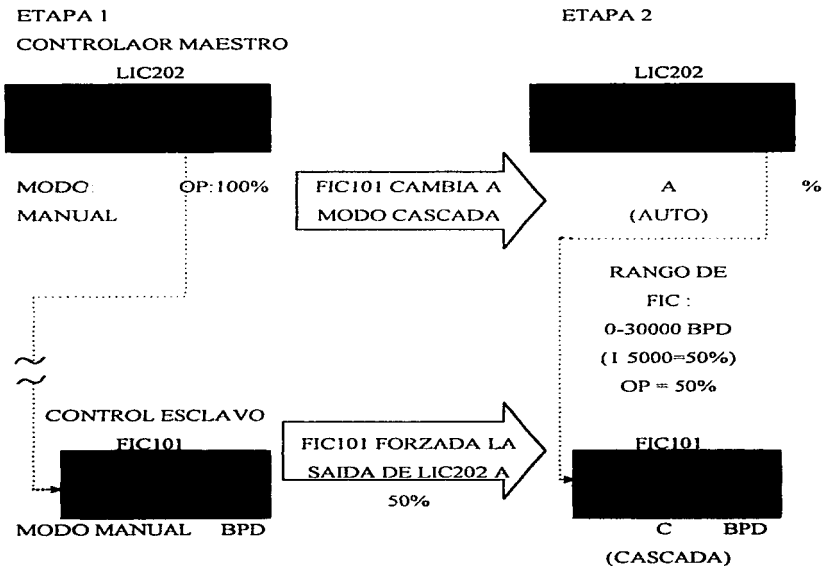 ETAPA 1
CONTROLAOR MAESTRO
LIC202
MODO: OP:100%
MANUAL
FIC101 CAMBIA A
MODO CASCADA
ETAPA 2
LIC202
A %
(AUTO)
RANGO DE
FIC :
0-30000 BPD
(1 5000=50%)
OP = 50%
CONTROL ESCLAVO
FIC101
MODO MANUAL BPD
FIC101 FORZADA LA
SAIDA DE LIC202 A
50%
FIC101
C BPD
(CASCADA)